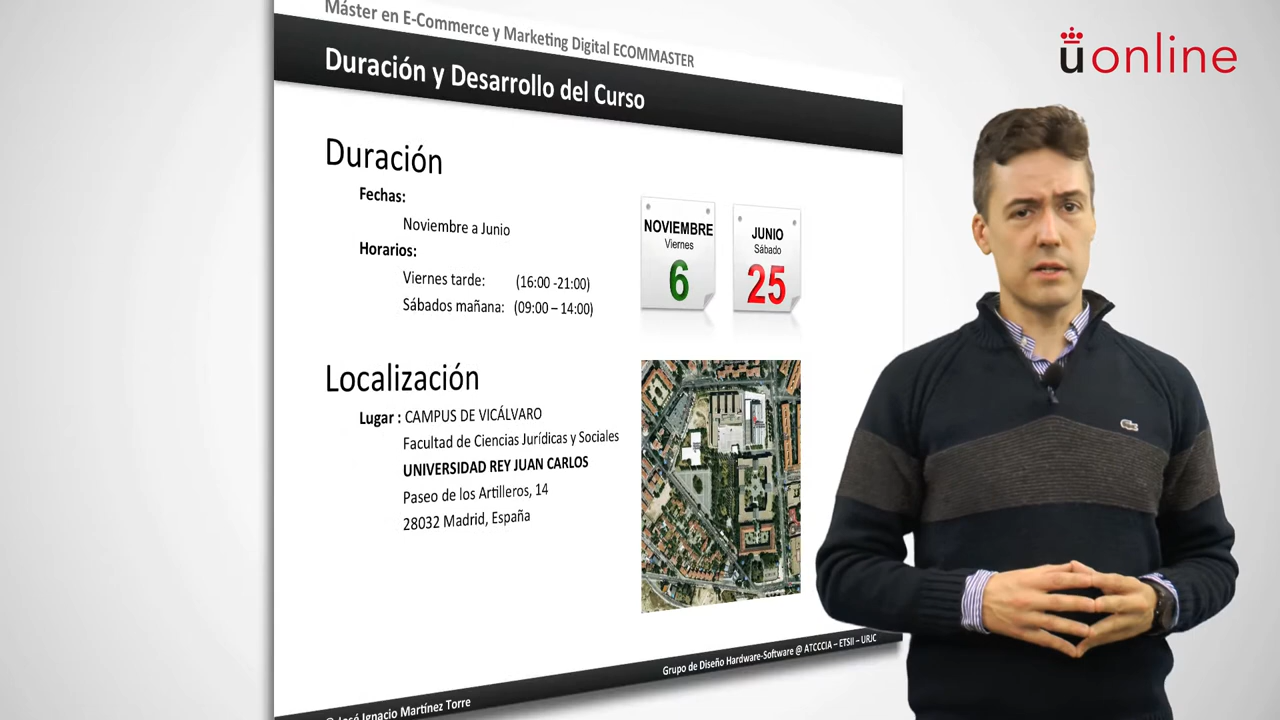 Máster en E-Commerce y Marketing Digital ECOMMASTER
uonline
Duración y Desarrollo del Curso
Duración
Fechas:
Noviembre a Junio
Horarios:
Viernes tarde: (16:00 -21:00)
Sábados mañana: (09:00 – 14:00)
NOVIEMBRE
Viernes
6
JUNIO
Sábado
25
Localización
Lugar : CAMPUS DE VICÁLVARO
Facultad de Ciencias Jurídicas y Sociales
UNIVERSIDAD REY JUAN CARLOS
Paseo de los Artilleros, 14
28032 Madrid, España
Grupo de Diseño Hardware-Software @ ATCCCIA – ETSII – URJC
José Ignacio Martínez Torre